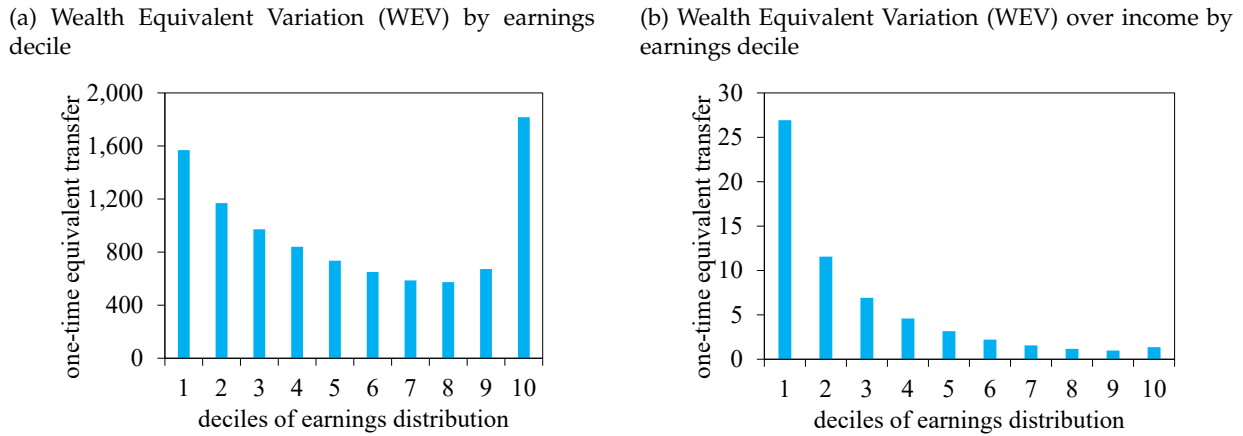 (a) Wealth Equivalent Variation (WEV) by earnings
decile
one-time equivalent transfer
2,000
1,600
1,200
800
400
0
1 2 3 4 5 6 7 8 9 10
deciles of earnings distribution
(b) Wealth Equivalent Variation (WEV) over income by
earnings decile
one-time equivalent transfer
30
25
20
15
10
5
0
1 2 3 4 5 6 7 8 9 10
deciles of earnings distribution